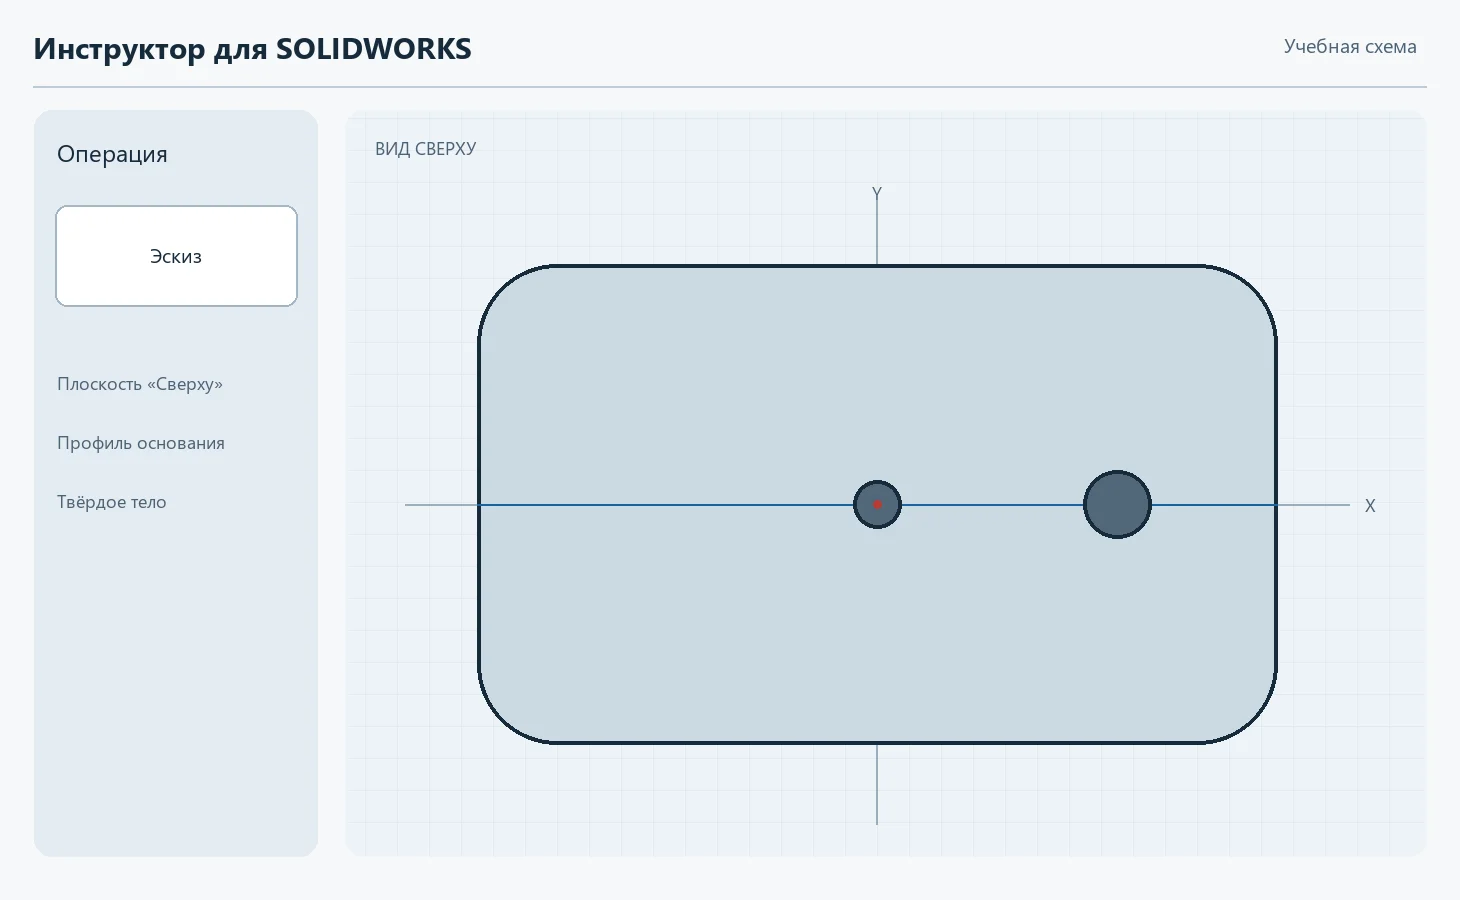 Инструктор для SOLIDWORKS
Учебная схема
Операция
Эскиз
Плоскость «Сверху»
Профиль основания
Твёрдое тело
ВИД СВЕРХУ
Y
X